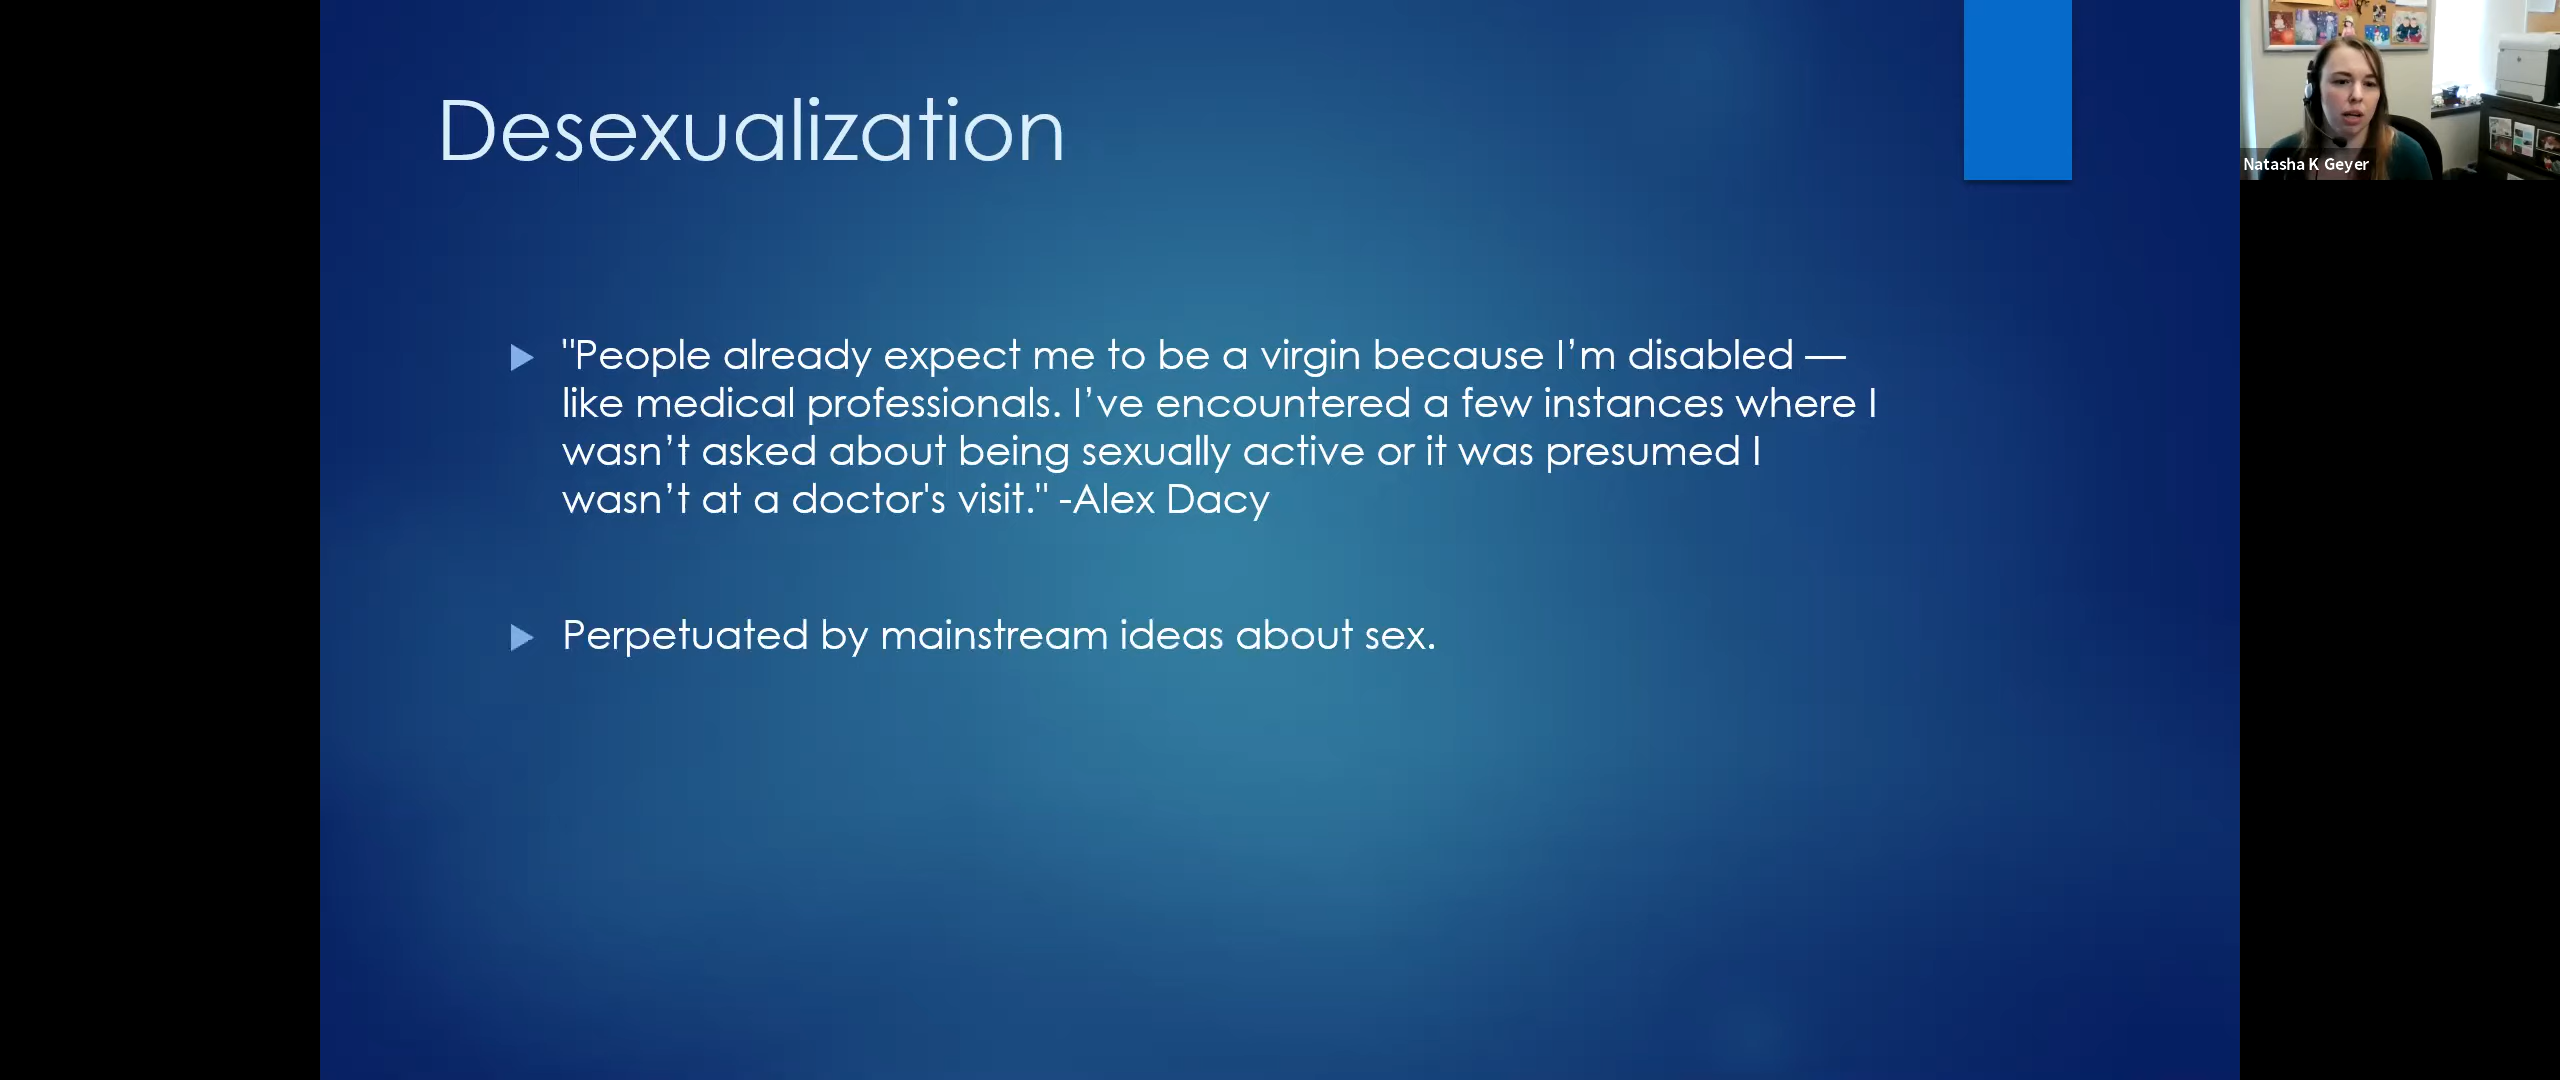 Desexualization
"People already expect me to be a virgin because I’m disabled —
like medical professionals. I’ve encountered a few instances where I
wasn’t asked about being sexually active or it was presumed I
wasn’t at a doctor's visit." -Alex Dacy
Perpetuated by mainstream ideas about sex.
Natasha K Geyer